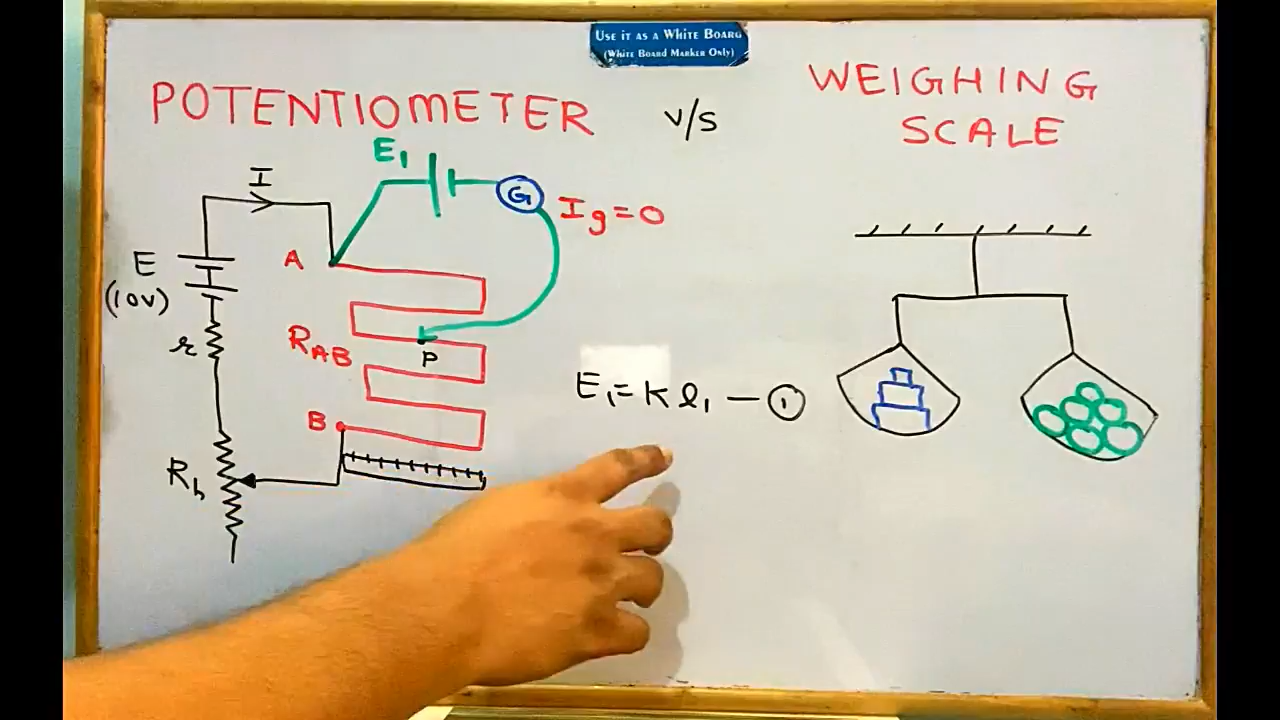 USE IT AS A WHITE BOARD
(WHITE BOARD MARKER ONLY)
POTENTIOMETER
V/S
WEIGHING
SCALE
E₁
I
G
Ig=0
A
E
(10V)
r
RAB
P
B
E₁=kl₁ — ①
Rh